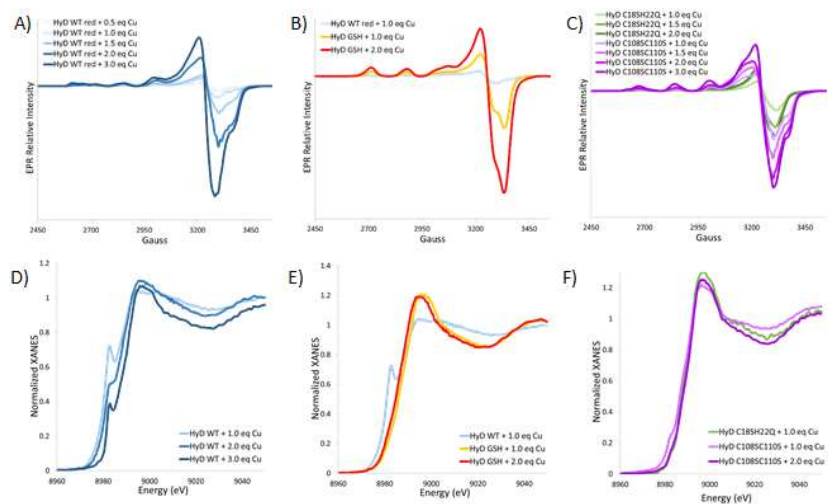 A)
HyD WT red + 0.5 eq Cu
HyD WT red + 1.0 eq Cu
HyD WT red + 1.5 eq Cu
HyD WT red + 2.0 eq Cu
HyD WT red + 3.0 eq Cu
EPR Relative Intensity
2450 2700 2950 3200 3450
Gauss
B)
HyD WT red + 1.0 eq Cu
HyD GSH + 1.0 eq Cu
HyD GSH + 2.0 eq Cu
EPR Relative Intensity
2450 2700 2950 3200 3450
Gauss
C)
HyD C18SH22Q + 1.0 eq Cu
HyD C18SH22Q + 1.5 eq Cu
HyD C18SH22Q + 2.0 eq Cu
HyD C108SC110S + 1.0 eq Cu
HyD C108SC110S + 1.5 eq Cu
HyD C108SC110S + 2.0 eq Cu
HyD C108SC110S + 3.0 eq Cu
EPR Relative Intensity
2450 2700 2950 3200 3450
Gauss
D)
1.2
1
0.8
0.6
0.4
0.2
0
Normalized XANES
HyD WT + 1.0 eq Cu
HyD WT + 2.0 eq Cu
HyD WT + 3.0 eq Cu
8960 8980 9000 9020 9040
Energy (eV)
E)
1.4
1.2
1
0.8
0.6
0.4
0.2
0
Normalized XANES
HyD WT + 1.0 eq Cu
HyD GSH + 1.0 eq Cu
HyD GSH + 2.0 eq Cu
8960 8980 9000 9020 9040
Energy (eV)
F)
1.2
1
0.8
0.6
0.4
0.2
0
Normalized XANES
HyD C18SH22Q + 1.0 eq Cu
HyD C108SC110S + 1.0 eq Cu
HyD C108SC110S + 2.0 eq Cu
8960 8980 9000 9020 9040
Energy (eV)